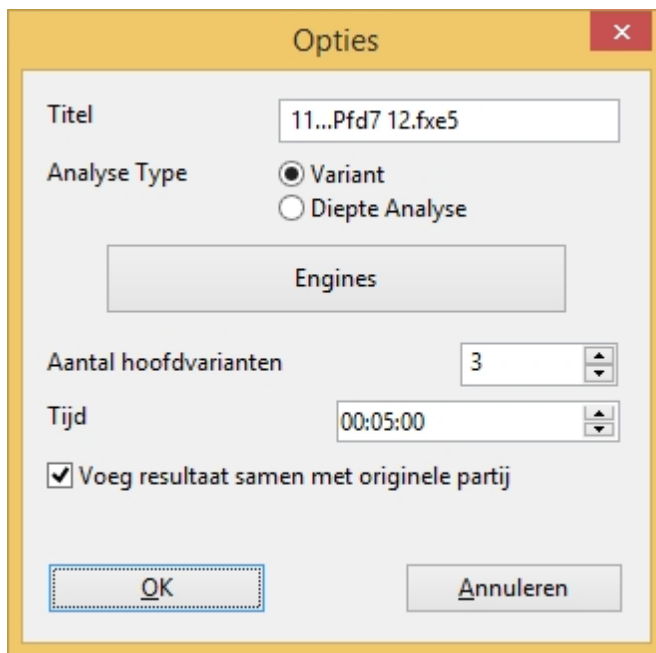 Opties
Titel 11...Pfd7 12.fxe5
Analyse Type Variant
Diepte Analyse
Engines
Aantal hoofdvarianten 3
Tijd 00:05:00
Voeg resultaat samen met originele partij
OK Annuleren